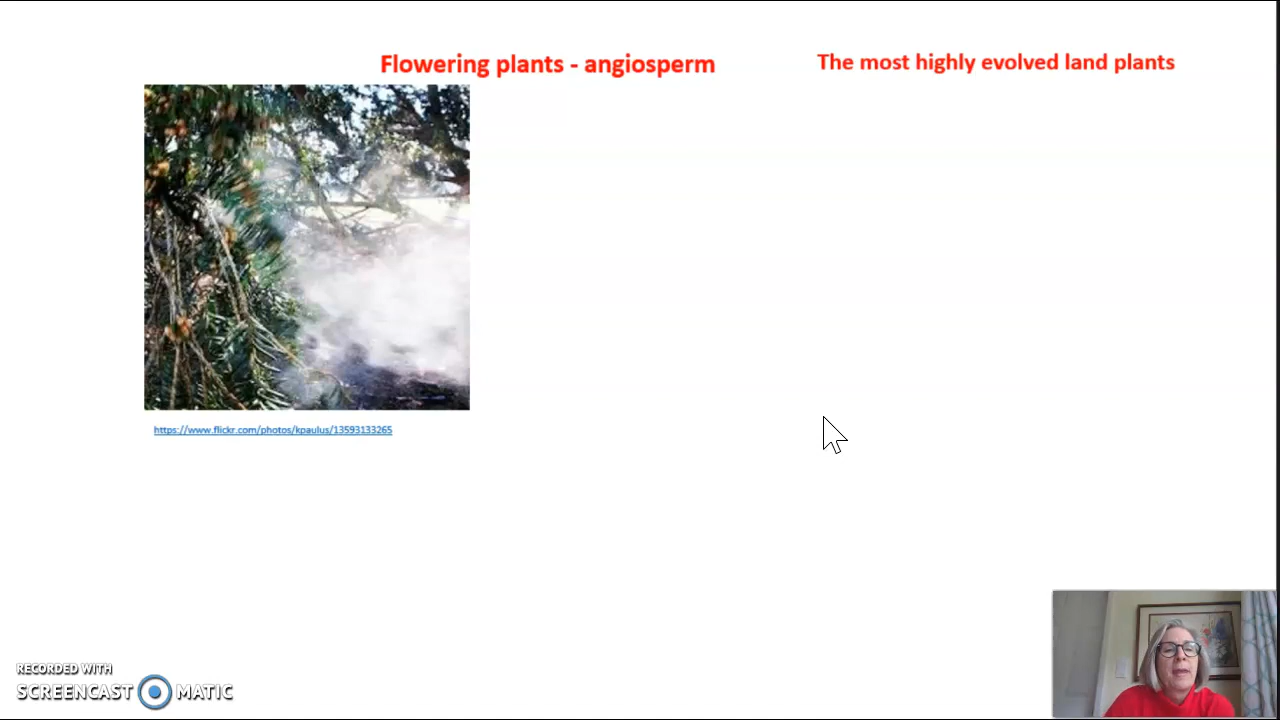 Flowering plants - angiosperm
The most highly evolved land plants
https://www.flickr.com/photos/kpaulus/13593133265
RECORDED WITH
SCREENCAST MATIC